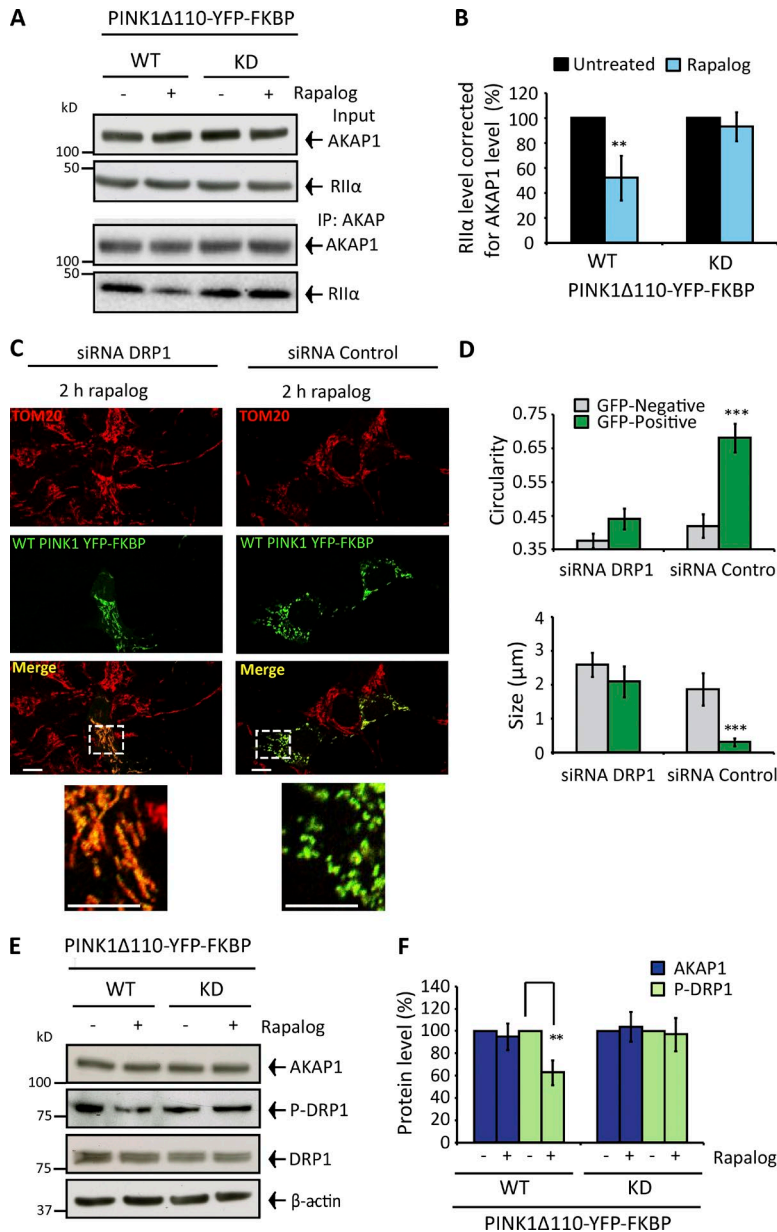 A
PINK1Δ110-YFP-FKBP
WT KD
- + - + Rapalog
kD
Input
AKAP1
100
50
RIIα
IP: AKAP
AKAP1
100
50
RIIα
B
Untreated Rapalog
RIIα level corrected
for AKAP1 level (%)
120
100
80
60
40
20
0
**
WT KD
PINK1Δ110-YFP-FKBP
C
siRNA DRP1 siRNA Control
2 h rapalog 2 h rapalog
TOM20 TOM20
WT PINK1 YFP-FKBP WT PINK1 YFP-FKBP
Merge Merge
D
GFP-Negative
GFP-Positive
Circularity
0.75
0.65
0.55
0.45
0.35
***
siRNA DRP1 siRNA Control
Size (μm)
4
3
2
1
0
***
siRNA DRP1 siRNA Control
E
PINK1Δ110-YFP-FKBP
WT KD
- + - + Rapalog
kD
AKAP1
100
P-DRP1
75
DRP1
75
β-actin
37
F
AKAP1
P-DRP1
Protein level (%)
140
120
100
80
60
40
20
0
**
- + - + - + - + Rapalog
WT KD
PINK1Δ110-YFP-FKBP